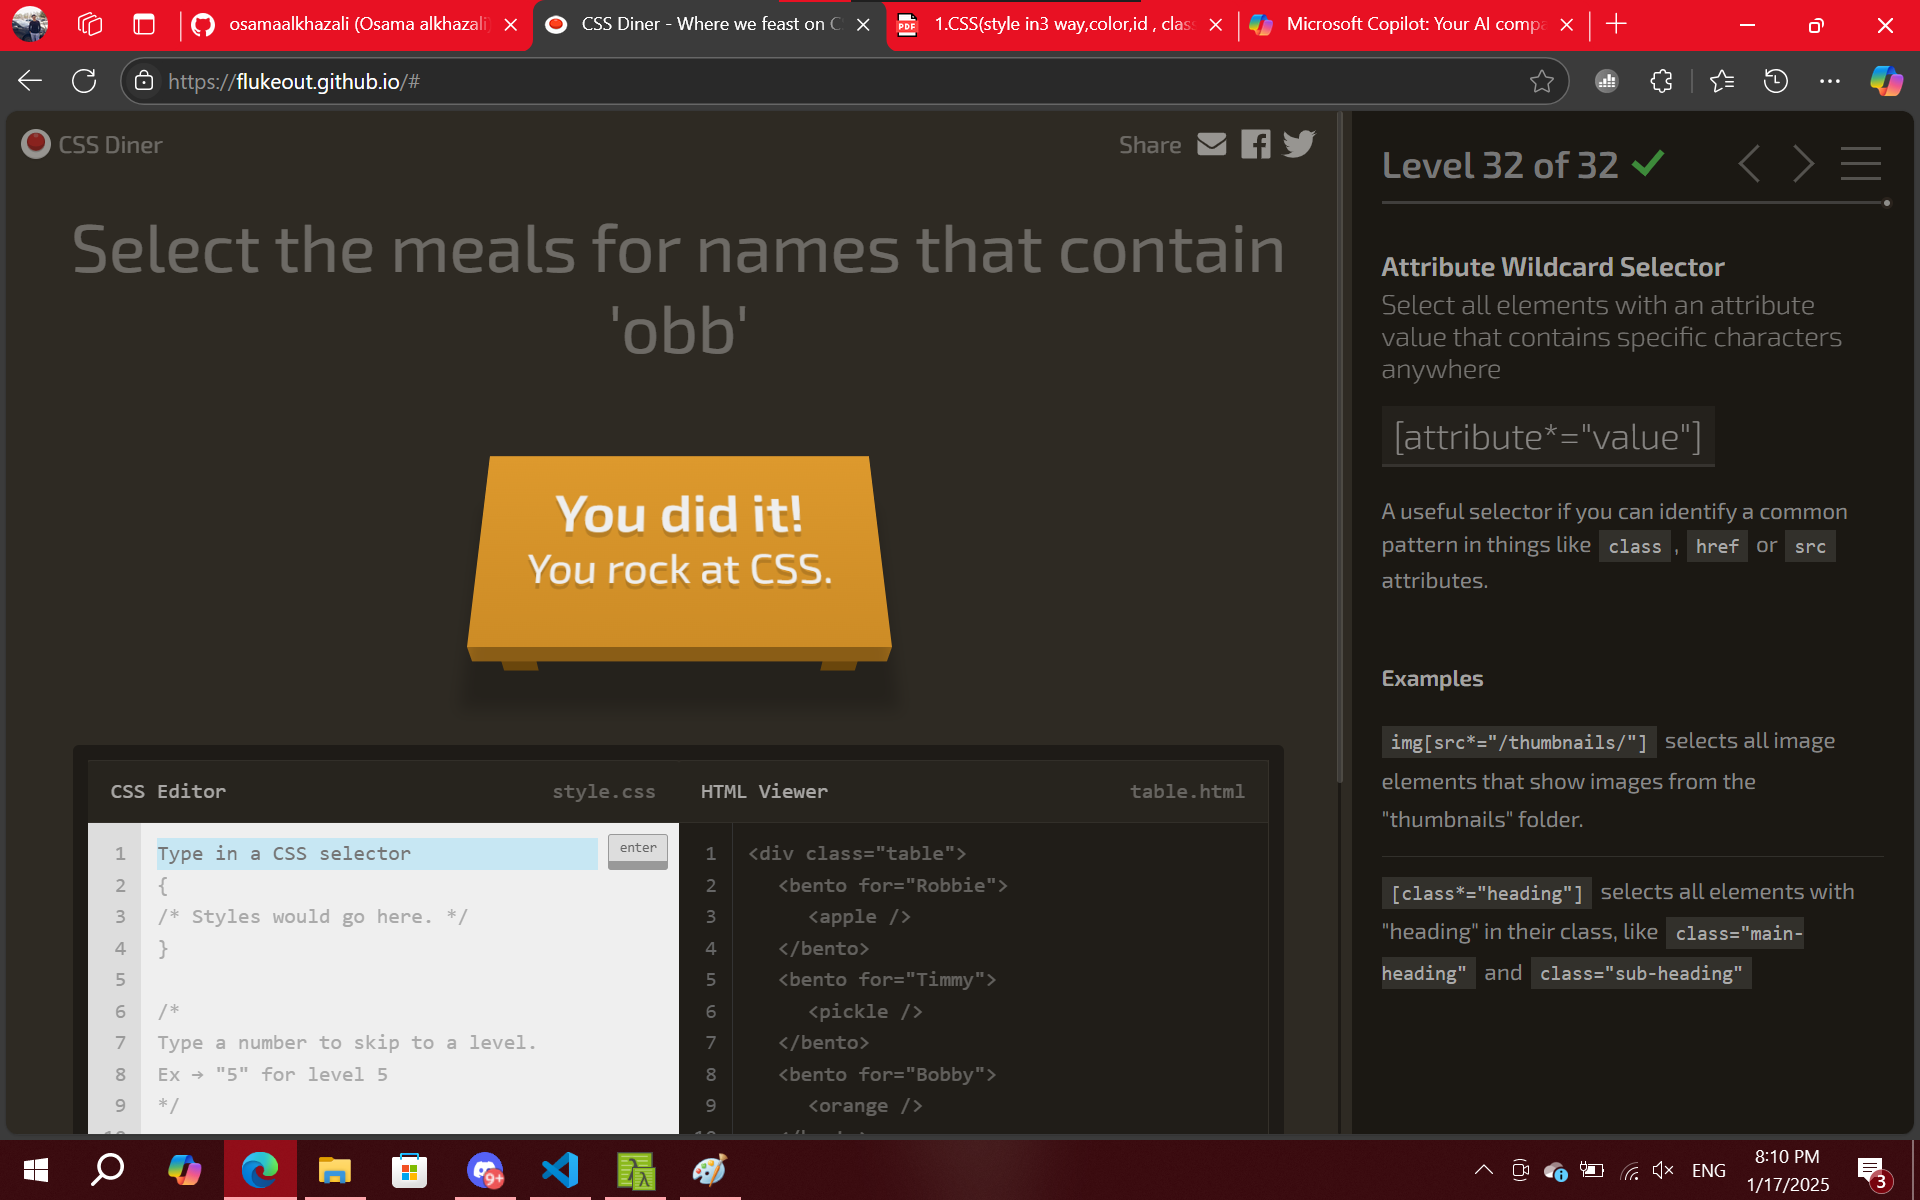 osamaalkhazali (Osama alkhazali)
CSS Diner - Where we feast on C
1.CSS(style in3 way,color,id , clas
Microsoft Copilot: Your AI compa
https://flukeout.github.io/#
CSS Diner
Share
Select the meals for names that contain
'obb'
You did it!
You rock at CSS.
CSS Editor
style.css
HTML Viewer
table.html
1
Type in a CSS selector
enter
2
{
3
/* Styles would go here. */
4
}
5
6
/*
7
Type a number to skip to a level.
8
Ex → "5" for level 5
9
*/
1
<div class="table">
2
<bento for="Robbie">
3
<apple />
4
</bento>
5
<bento for="Timmy">
6
<pickle />
7
</bento>
8
<bento for="Bobby">
9
<orange />
Level 32 of 32
Attribute Wildcard Selector
Select all elements with an attribute
value that contains specific characters
anywhere
[attribute*="value"]
A useful selector if you can identify a common
pattern in things like class , href or src
attributes.
Examples
img[src*="/thumbnails/"] selects all image
elements that show images from the
"thumbnails" folder.
[class*="heading"] selects all elements with
"heading" in their class, like class="main-
heading" and class="sub-heading"
9+
ENG
8:10 PM
1/17/2025
3